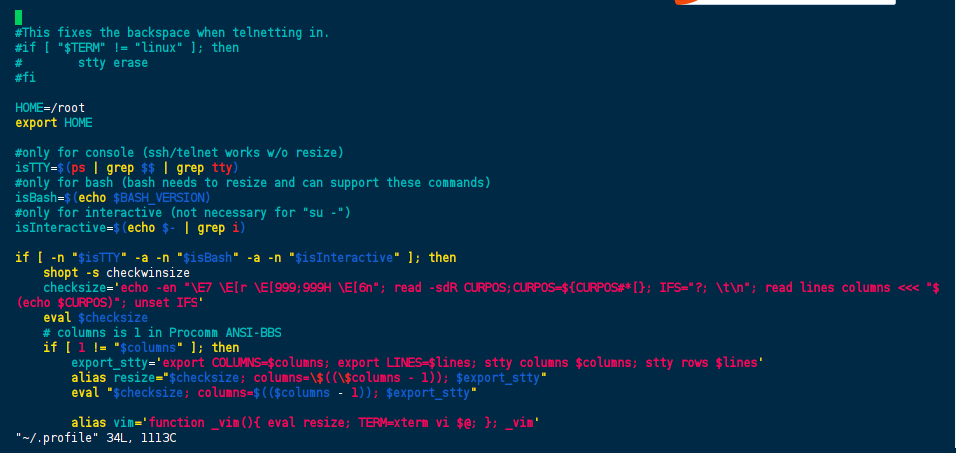 #This fixes the backspace when telnetting in.
#if [ "$TERM" != "linux" ]; then
#        stty erase
#fi
HOME=/root
export HOME
#only for console (ssh/telnet works w/o resize)
isTTY=$(ps | grep $$ | grep tty)
#only for bash (bash needs to resize and can support these commands)
isBash=$(echo $BASH_VERSION)
#only for interactive (not necessary for "su -")
isInteractive=$(echo $- | grep i)
if [ -n "$isTTY" -a -n "$isBash" -a -n "$isInteractive" ]; then
    shopt -s checkwinsize
    checksize='echo -en "\E7 \E[r \E[999;999H \E[6n"; read -sdR CURPOS;CURPOS=${CURPOS#*[}; IFS="?; \t\n"; read lines columns <<< "$
(echo $CURPOS)"; unset IFS'
    eval $checksize
    # columns is 1 in Procomm ANSI-BBS
    if [ 1 != "$columns" ]; then
        export_stty='export COLUMNS=$columns; export LINES=$lines; stty columns $columns; stty rows $lines'
        alias resize="$checksize; columns=\$((\$columns - 1)); $export_stty"
        eval "$checksize; columns=$(($columns - 1)); $export_stty"
        alias vim='function _vim(){ eval resize; TERM=xterm vi $@; }; _vim'
"~/.profile" 34L, 1113C